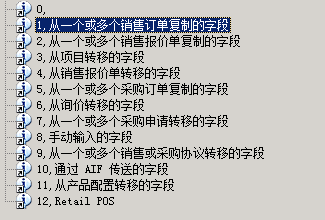 0,
1,从一个或多个销售订单复制的字段
2,从一个或多个销售报价单复制的字段
3,从项目转移的字段
4,从销售报价单转移的字段
5,从一个或多个采购订单复制的字段
6,从询价转移的字段
7,从一个或多个采购申请转移的字段
8,手动输入的字段
9,从一个或多个销售或采购协议转移的字段
10,通过 AIF 传送的字段
11,从产品配置转移的字段
12,Retail POS